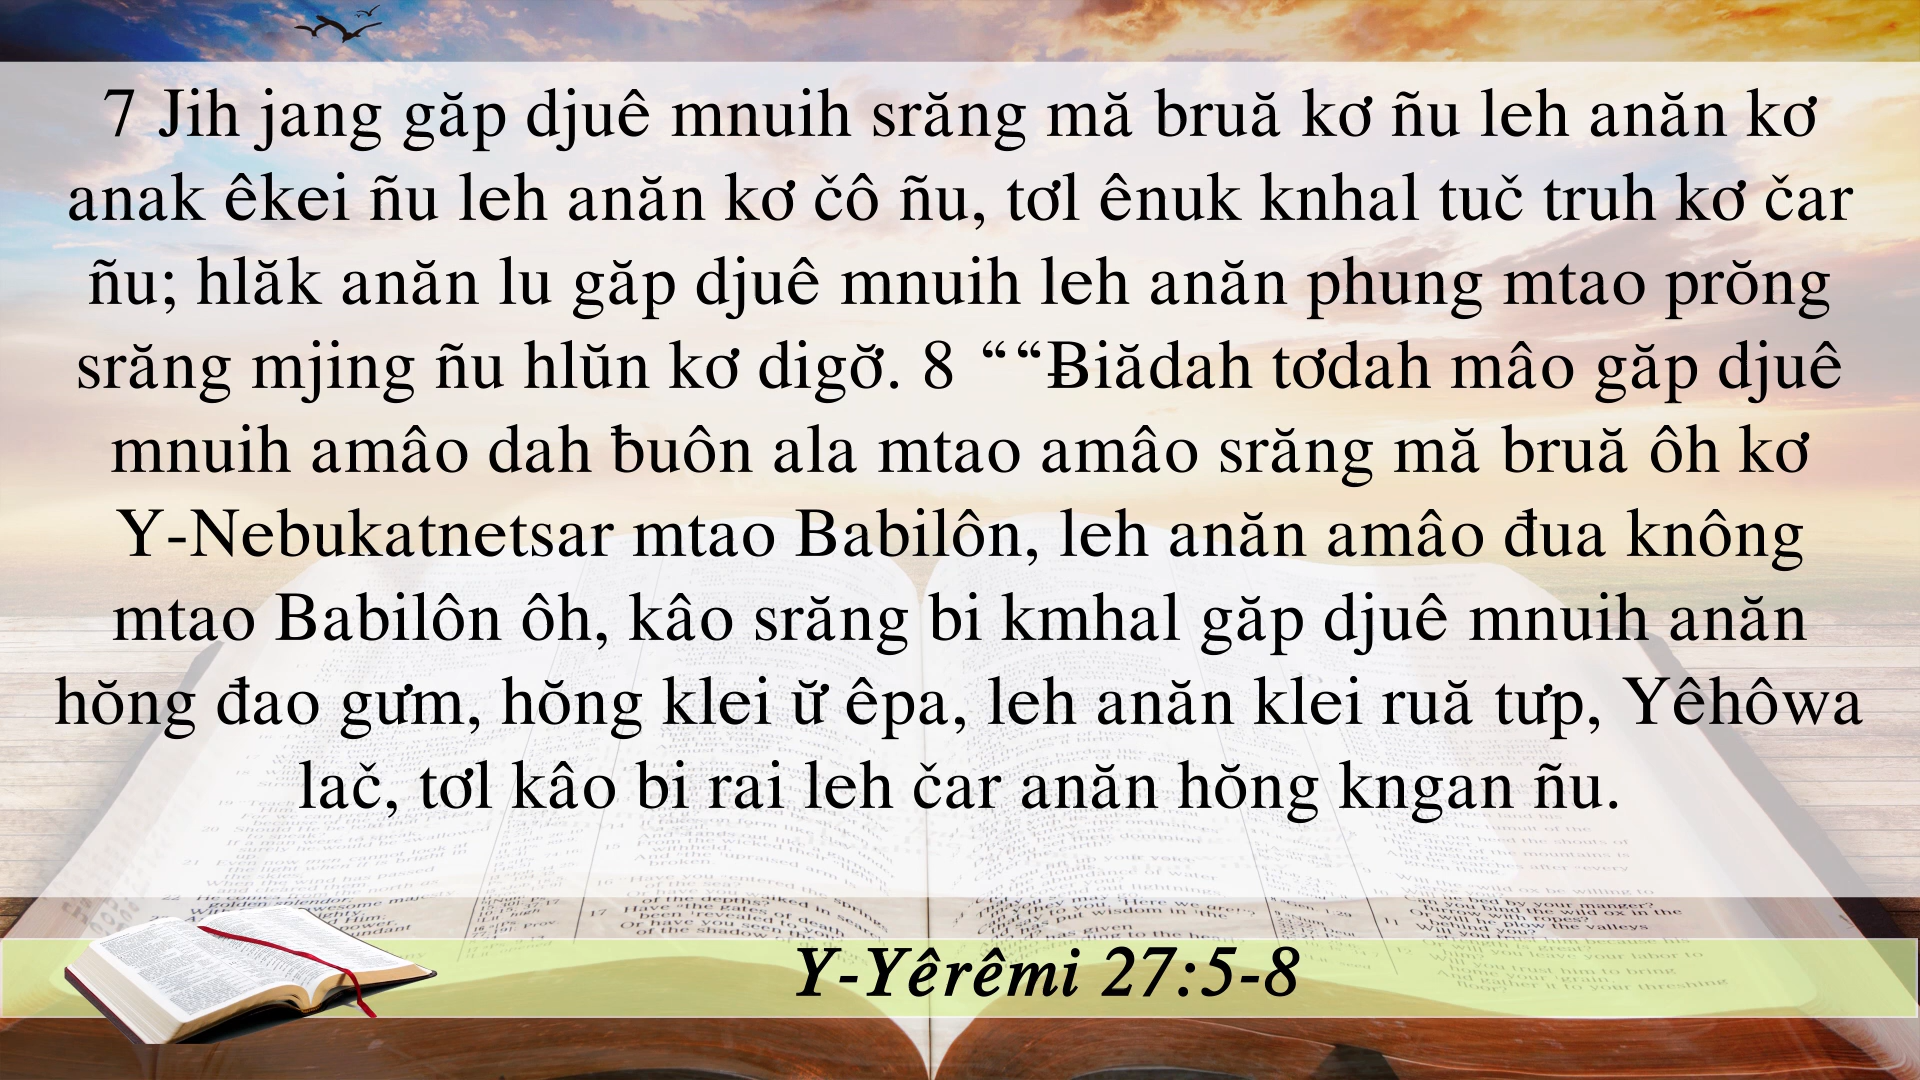 7 Jih jang găp djuê mnuih srăng mă bruă kơ ñu leh anăn kơ
anak êkei ñu leh anăn kơ čô ñu, tơl ênuk knhal tuč truh kơ čar
ñu; hlăk anăn lu găp djuê mnuih leh anăn phung mtao prŏng
srăng mjing ñu hlŭn kơ digơ̆. 8 ““Ƀiădah tơdah mâo găp djuê
mnuih amâo dah ƀuôn ala mtao amâo srăng mă bruă ôh kơ
Y-Nebukatnetsar mtao Babilôn, leh anăn amâo đua knông
mtao Babilôn ôh, kâo srăng bi kmhal găp djuê mnuih anăn
hŏng đao gưm, hŏng klei ư̆ êpa, leh anăn klei ruă tưp, Yêhôwa
lač, tơl kâo bi rai leh čar anăn hŏng kngan ñu.
Y-Yêrêmi 27:5-8